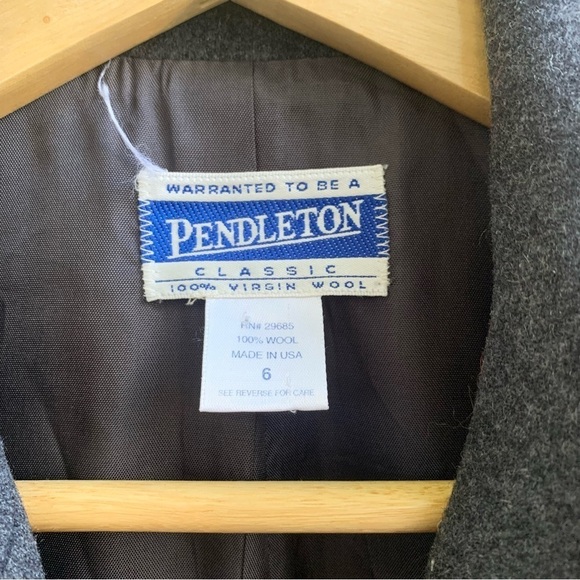 WARRANTED TO BE A
PENDLETON
CLASSIC
100% VIRGIN WOOL
RN# 29685
100% WOOL
MADE IN USA
6
SEE REVERSE FOR CARE